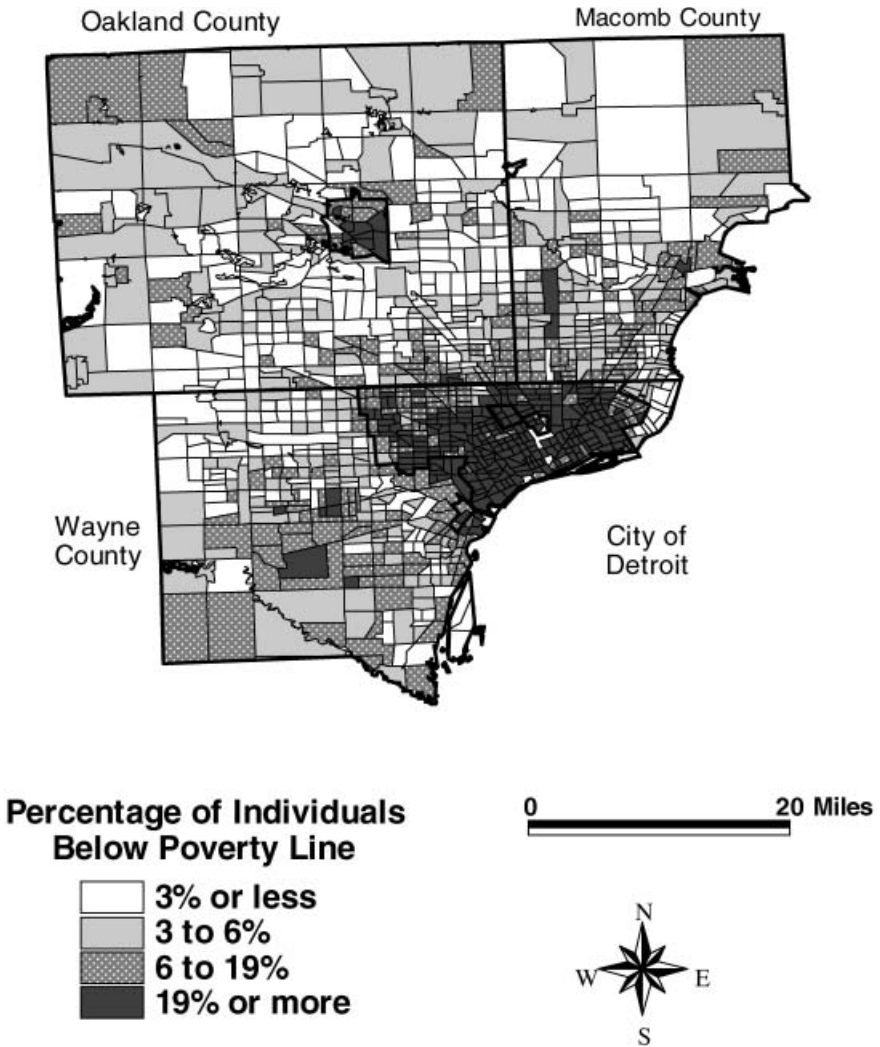 Oakland County
Macomb County
Wayne
County
City of
Detroit
Percentage of Individuals
Below Poverty Line
3% or less
3 to 6%
6 to 19%
19% or more
0
20 Miles
N
W
E
S